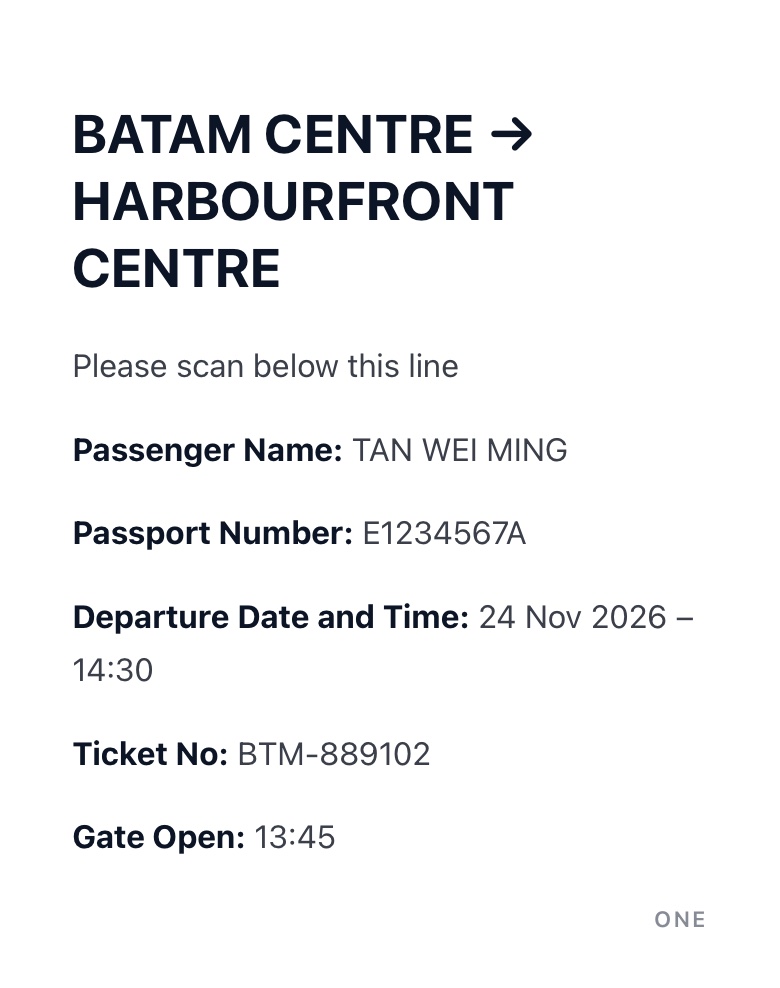 BATAM CENTRE →
HARBOURFRONT
CENTRE
Please scan below this line
Passenger Name: TAN WEI MING
Passport Number: E1234567A
Departure Date and Time: 24 Nov 2026 –
14:30
Ticket No: BTM-889102
Gate Open: 13:45
ONE